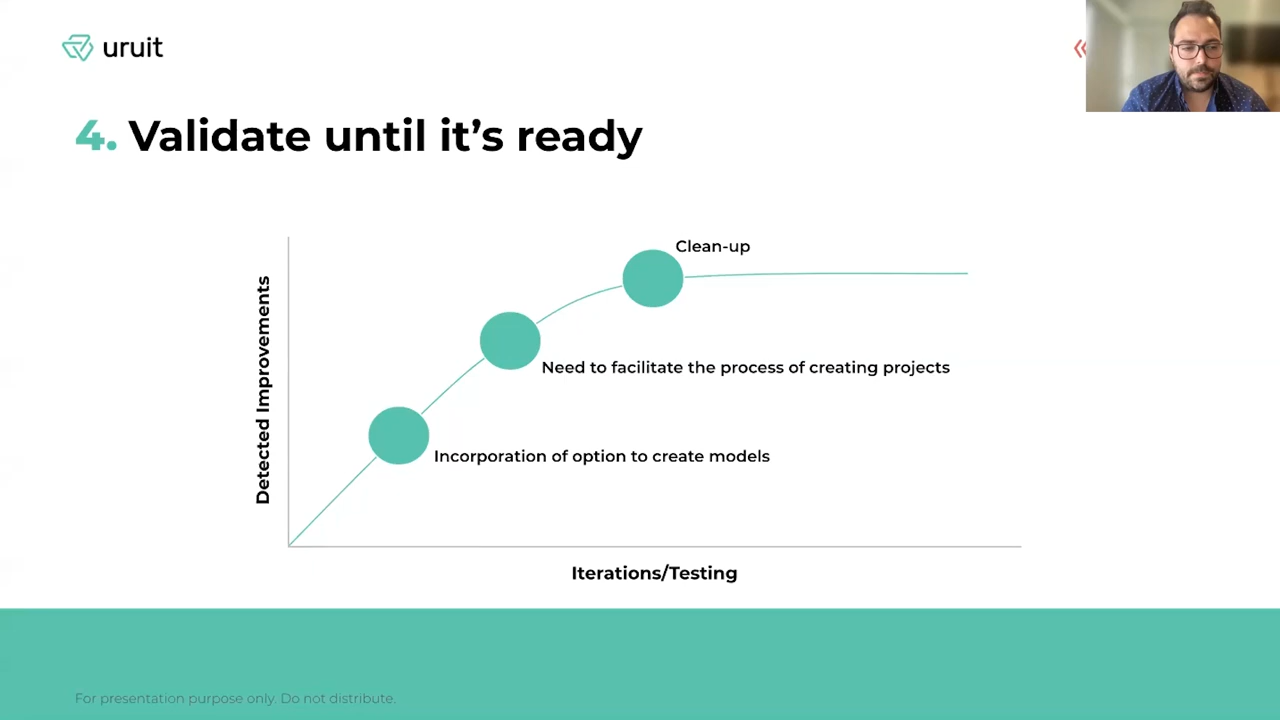 uruit
4. Validate until it's ready
Clean-up
Need to facilitate the process of creating projects
Incorporation of option to create models
Detected Improvements
Iterations/Testing
For presentation purpose only. Do not distribute.